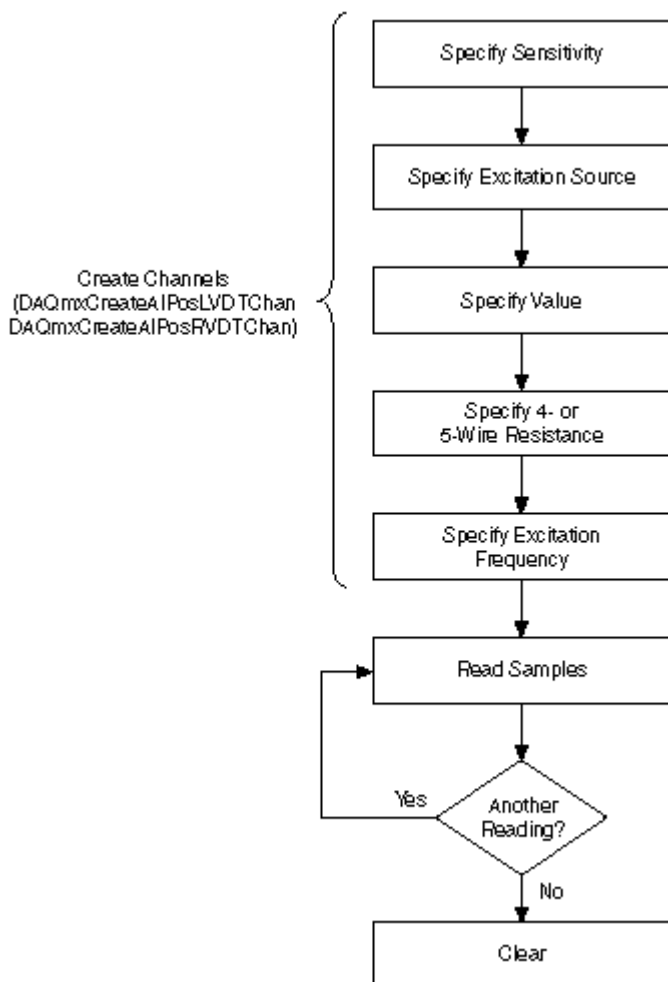 Specify Sensitivity
Specify Excitation Source
Create Channels
(DAQmxCreateAIPosLVDTChan
DAQmxCreateAIPosRVDTChan)
Specify Value
Specify 4- or
5-Wire Resistance
Specify Excitation
Frequency
Read Samples
Yes
Another
Reading?
No
Clear